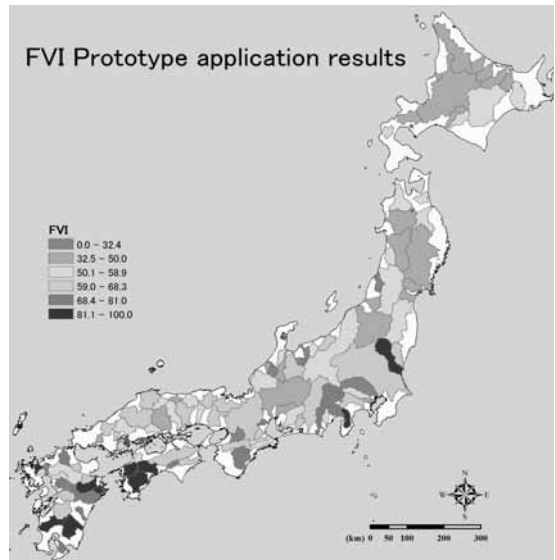 FVI Prototype application results
FVI
0.0 - 32.4
32.5 - 50.0
50.1 - 58.9
59.0 - 68.3
68.4 - 81.0
81.1 - 100.0
N
W E
S
(km) 0 50 100 200 300